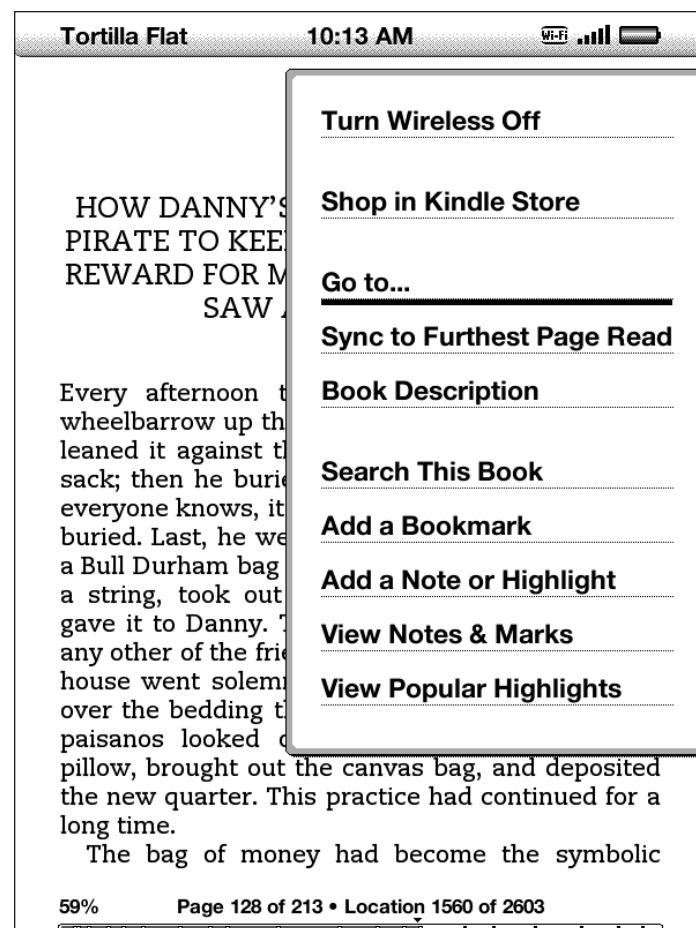 Tortilla Flat 10:13 AM Wi-Fi
Turn Wireless Off
Shop in Kindle Store
Go to...
Sync to Furthest Page Read
Book Description
Search This Book
Add a Bookmark
Add a Note or Highlight
View Notes & Marks
View Popular Highlights
HOW DANNY'S
PIRATE TO
REWARD FOR
SAW
Every afternoon
wheelbarrow up
leaned it against
sack; then he
everyone knows, it
buried. Last, he
a Bull Durham bag
a string, took out
gave it to Danny.
any other of the
house went
over the bedding
paisanos looked
pillow, brought out the canvas bag, and deposited
the new quarter. This practice had continued for a
long time.
The bag of money had become the symbolic
59% Page 128 of 213 • Location 1560 of 2603